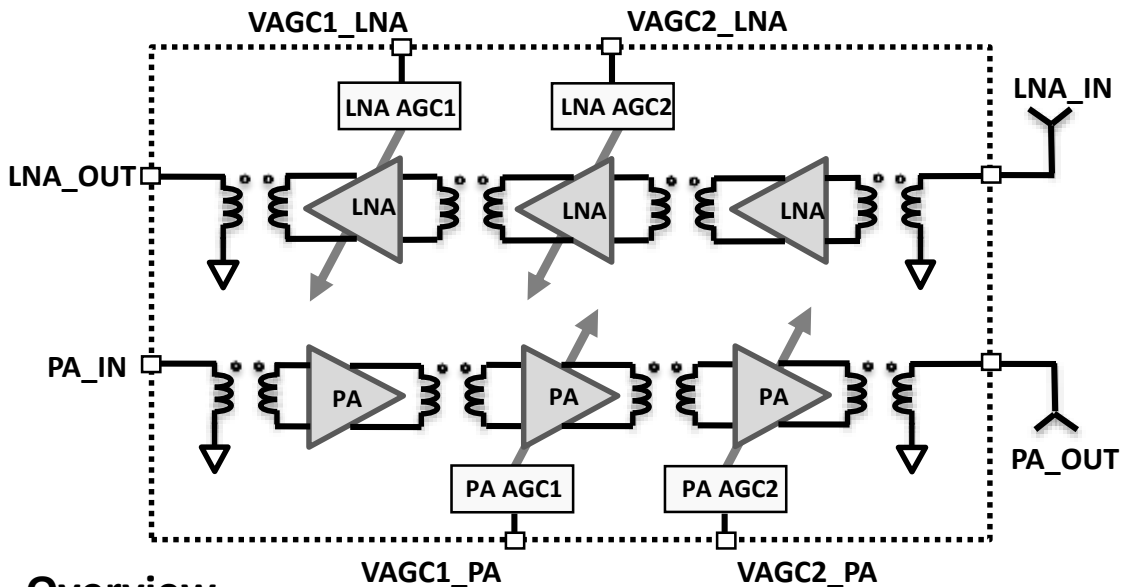 VAGC1_LNA VAGC2_LNA
LNA_IN
LNA AGC1 LNA AGC2
LNA_OUT
LNA LNA LNA
PA_IN
PA PA PA
PA_OUT
PA AGC1 PA AGC2
VAGC1_PA VAGC2_PA
Overview